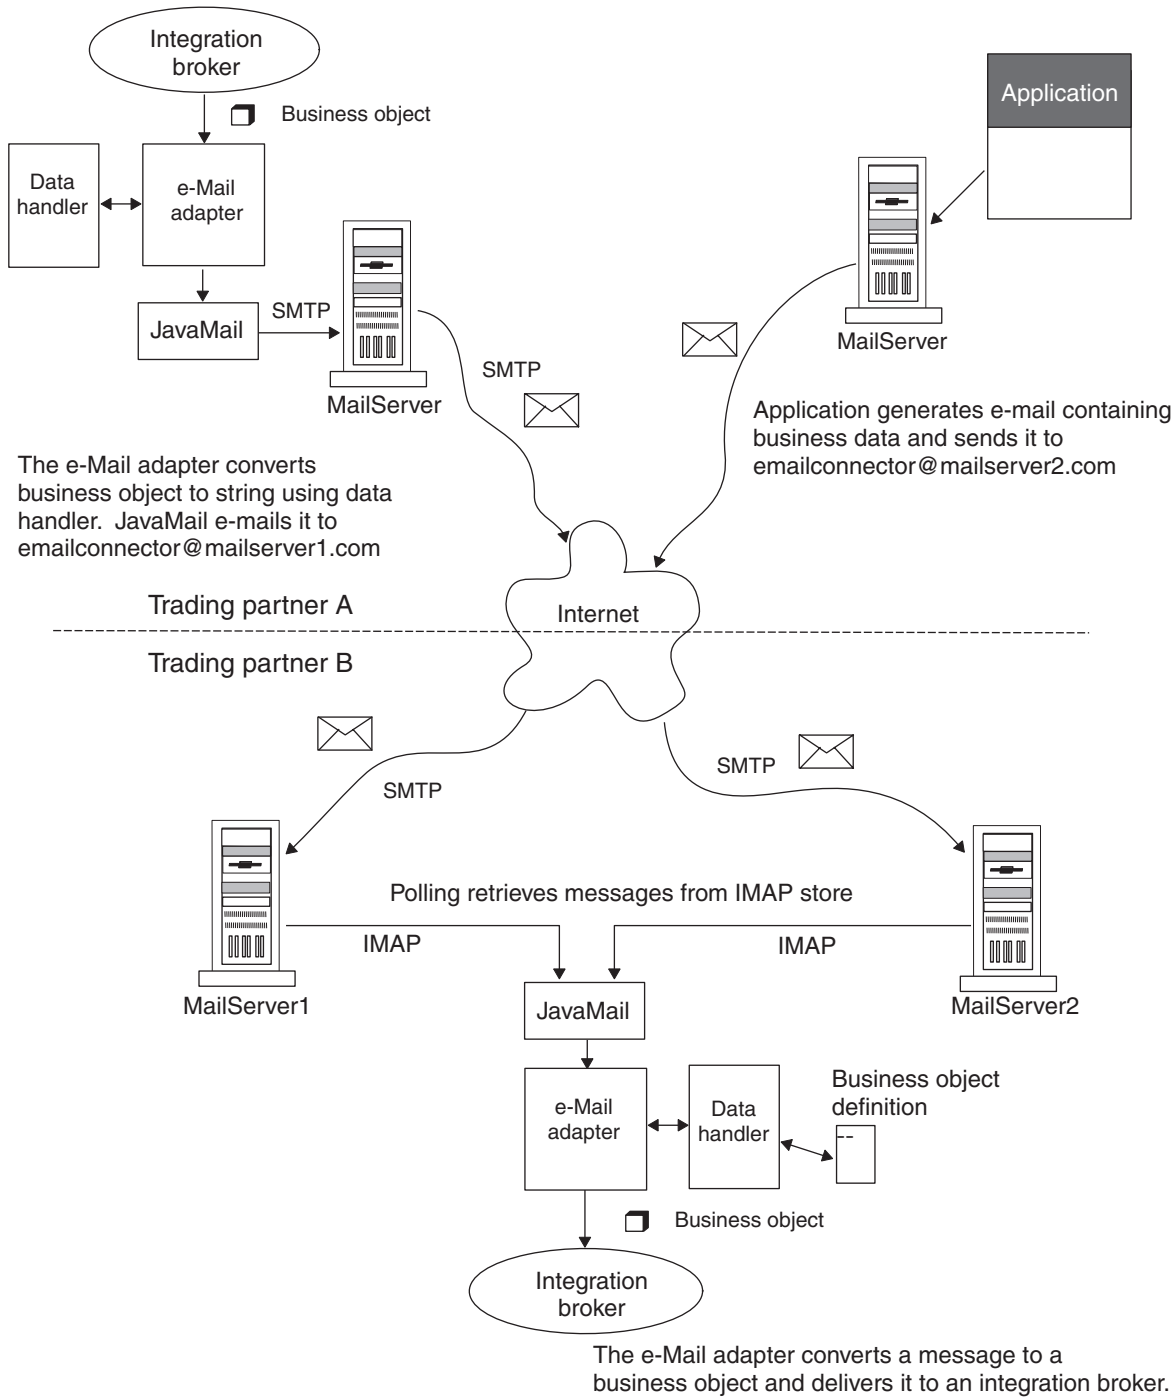 Integration
broker
Business object
Application
Data
handler
e-Mail
adapter
SMTP
JavaMail
MailServer
MailServer
SMTP
Application generates e-mail containing
business data and sends it to
emailconnector@mailserver2.com
The e-Mail adapter converts
business object to string using data
handler. JavaMail e-mails it to
emailconnector@mailserver1.com
Trading partner A
Internet
Trading partner B
SMTP
SMTP
Polling retrieves messages from IMAP store
IMAP
IMAP
MailServer1
JavaMail
MailServer2
e-Mail
adapter
Data
handler
Business object
definition
Business object
Integration
broker
The e-Mail adapter converts a message to a
business object and delivers it to an integration broker.